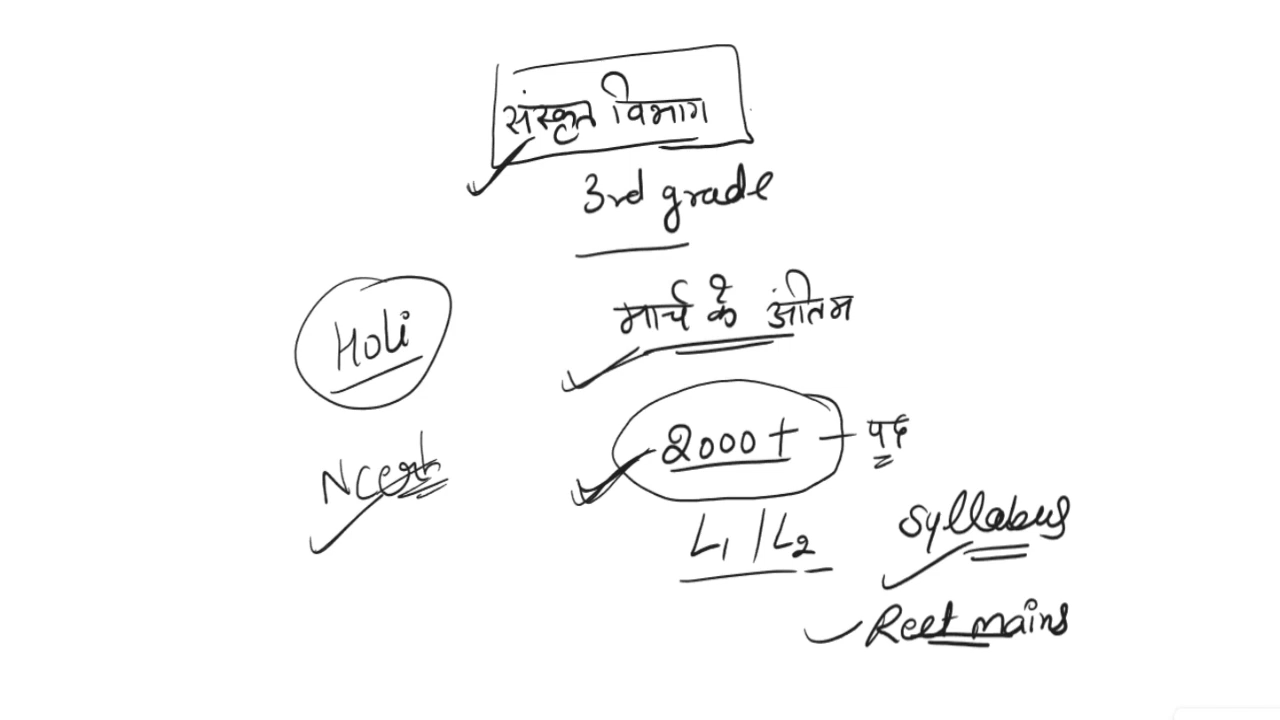 संस्कृत विभाग
3rd grade
मार्च के अंतिम
Holi
2000+ - पद
Ncert
L1/L2
Syllabus
Reet mains